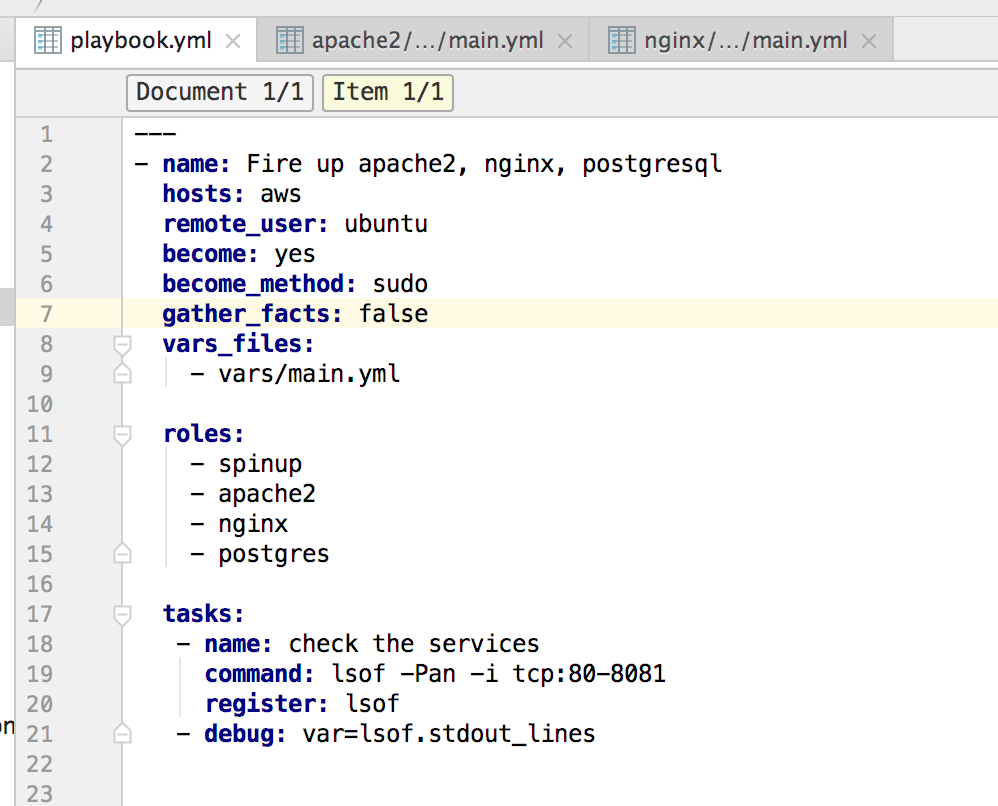 playbook.yml apache2/.../main.yml nginx/.../main.yml
Document 1/1 Item 1/1
1 ---
2 - name: Fire up apache2, nginx, postgresql
3 hosts: aws
4 remote_user: ubuntu
5 become: yes
6 become_method: sudo
7 gather_facts: false
8 vars_files:
9 - vars/main.yml
10
11 roles:
12 - spinup
13 - apache2
14 - nginx
15 - postgres
16
17 tasks:
18 - name: check the services
19 command: lsof -Pan -i tcp:80-8081
20 register: lsof
21 - debug: var=lsof.stdout_lines
22
23